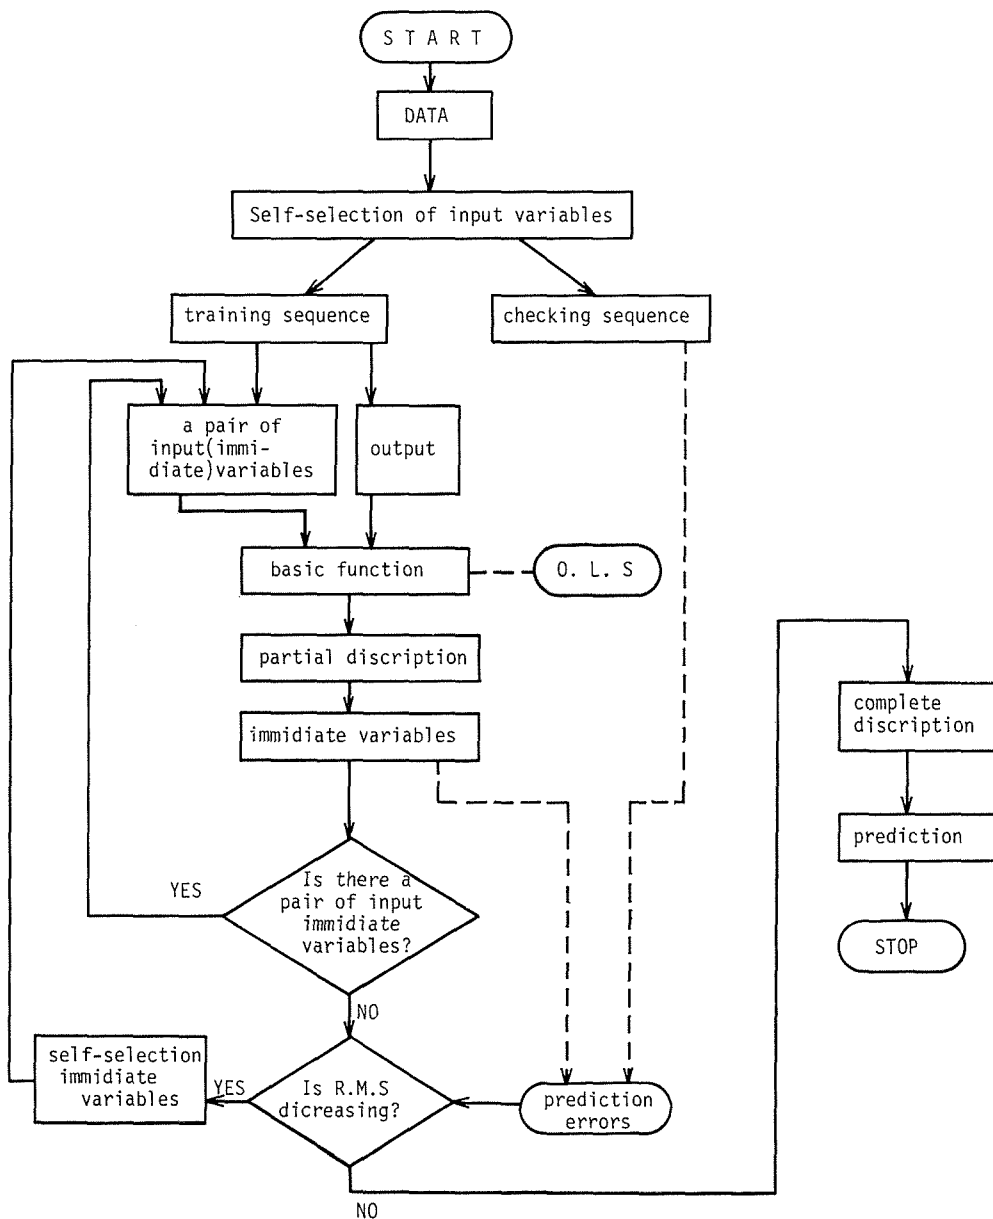 S T A R T
DATA
Self-selection of input variables
training sequence
checking sequence
a pair of
input(immi-
diate)variables
output
basic function
O. L. S
partial discription
immidiate variables
complete
discription
prediction
STOP
YES
Is there a
pair of input
immidiate
variables?
NO
self-selection
immidiate
variables
YES
Is R.M.S
dicreasing?
prediction
errors
NO